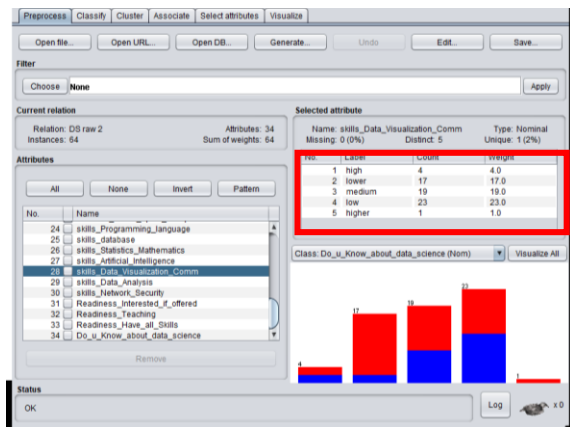 Preprocess Classify Cluster Associate Select attributes Visualize
Open file... Open URL... Open DB... Generate... Undo Edit... Save...
Filter
Choose None Apply
Current relation
Relation: DS raw 2 Attributes: 34
Instances: 64 Sum of weights: 64
Selected attribute
Name: skills_Data_Visualization_Comm Type: Nominal
Missing: 0 (0%) Distinct: 5 Unique: 1 (2%)
No. Label Count Weight
1 high 4 4.0
2 lower 17 17.0
3 medium 19 19.0
4 low 23 23.0
5 higher 1 1.0
Attributes
All None Invert Pattern
No. Name
24 skills_Programming_language
25 skills_database
26 skills_Statistics_Mathematics
27 skills_Artificial_Intelligence
28 skills_Data_Visualization_Comm
29 skills_Data_Analysis
30 skills_Network_Security
31 Readiness_Interested_if_offered
32 Readiness_Teaching
33 Readiness_Have_all_Skills
34 Do_u_Know_about_data_science
Remove
Class: Do_u_Know_about_data_science (Nom) Visualize All
4
17
19
23
1
Status
OK Log x 0